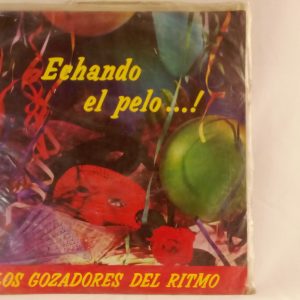 Echando
el pelo...!
LOS GOZADORES DEL RITMO